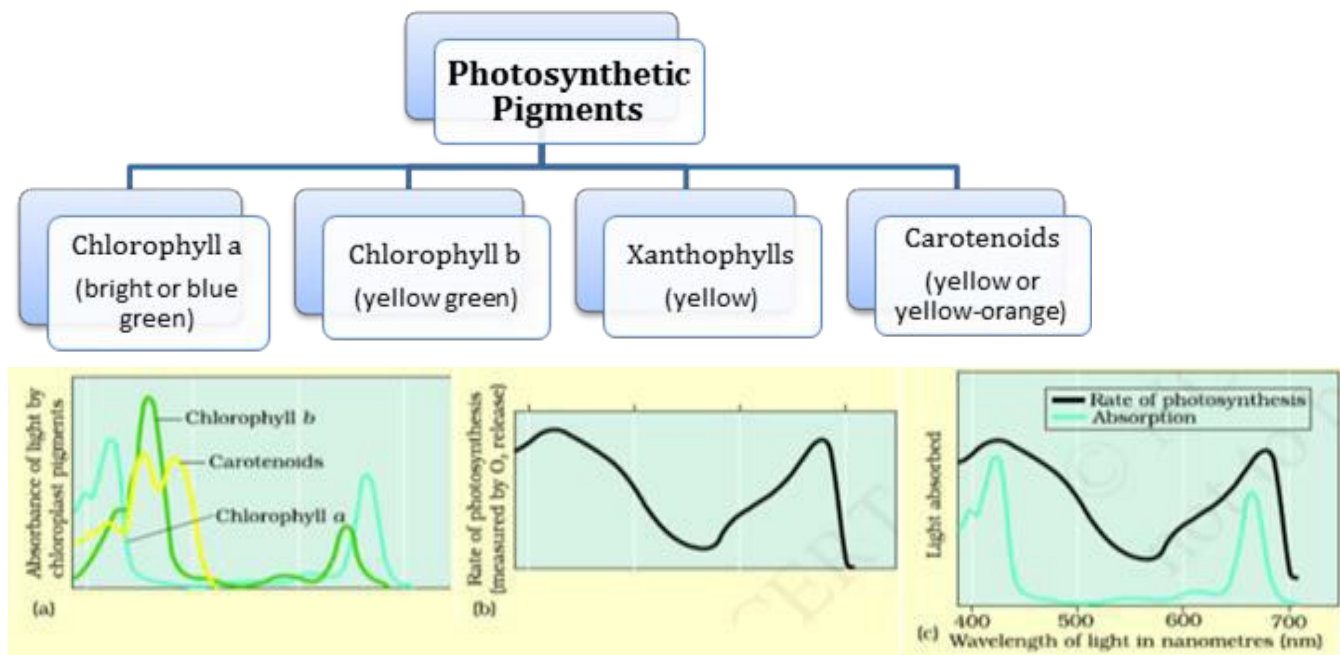 Photosynthetic
Pigments
Chlorophyll a
(bright or blue
green)
Chlorophyll b
(yellow green)
Xanthophylls
(yellow)
Carotenoids
(yellow or
yellow-orange)
Absorbance of light by
chloroplast pigments
Chlorophyll b
Carotenoids
Chlorophyll a
(a)
Rate of photosynthesis
(measured by O₂ release)
(b)
Light absorbed
Rate of photosynthesis
Absorption
400 500 600 700
(c) Wavelength of light in nanometres (nm)